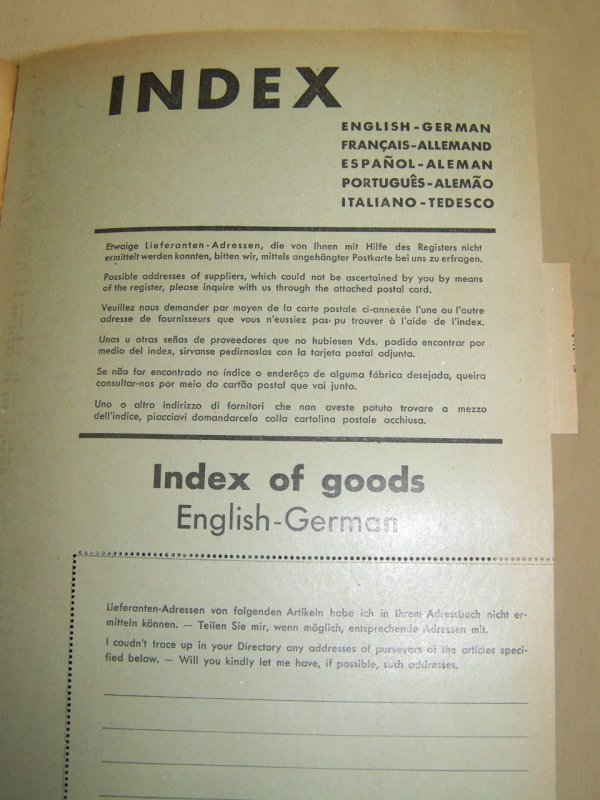 INDEX
ENGLISH-GERMAN
FRANÇAIS-ALLEMAND
ESPAÑOL-ALEMAN
PORTUGUÊS-ALEMÃO
ITALIANO-TEDESCO
Etwaige Lieferanten-Adressen, die von Ihnen mit Hilfe des Registers nicht
ermittelt werden konnten, bitten wir, mittels angehängter Postkarte bei uns zu erfragen.
Possible addresses of suppliers, which could not be ascertained by you by means
of the register, please inquire with us through the attached postal card.
Veuillez nous demander par moyen de la carte postale ci-annexée l'une ou l'autre
adresse de fournisseurs que vous n'eussiez pas pu trouver à l'aide de l'index.
Unas u otras señas de proveedores que no hubiesen Vds. podido encontrar por
medio del index, sirvanse pedirnoslas con la tarjeta postal adjunta.
Se não for encontrado no índice o enderêço de alguma fábrica desejada, queira
consultar-nos por meio do cartão postal que vai junto.
Uno o altro indirizzo di fornitori che non aveste potuto trovare a mezzo
dell'indice, piacciavi domandarcelo colla cartolina postale acchiusa.
Index of goods
English-German
Lieferanten-Adressen von folgenden Artikeln habe ich in Ihrem Adressbuch nicht er-
mitteln können. — Teilen Sie mir, wenn möglich, entsprechende Adressen mit.
I coudn't trace up in your Directory any addresses of purveyors of the articles speci-
fied below. — Will you kindly let me have, if possible, such addresses.